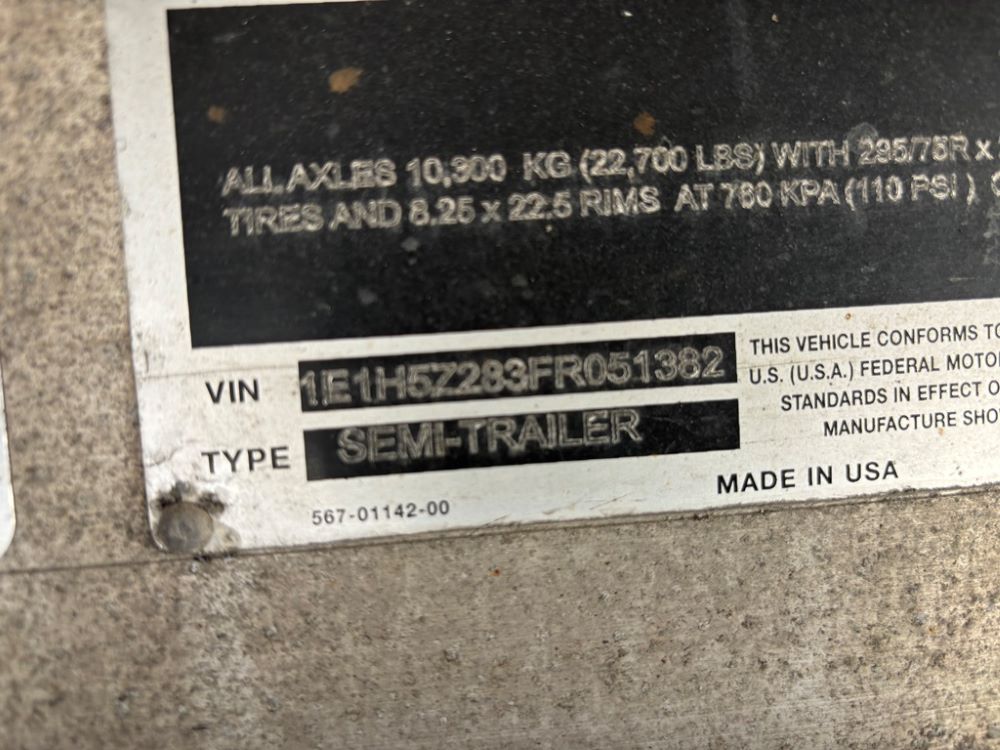 ALL AXLES 10,300 KG (22,700 LBS) WITH 295/75R x
TIRES AND 8.25 x 22.5 RIMS AT 760 KPA (110 PSI)
VIN 1E1H5Z283FR051382
TYPE SEMI-TRAILER
567-01142-00
THIS VEHICLE CONFORMS TO
U.S. (U.S.A.) FEDERAL MOTOR
STANDARDS IN EFFECT O
MANUFACTURE SHO
MADE IN USA